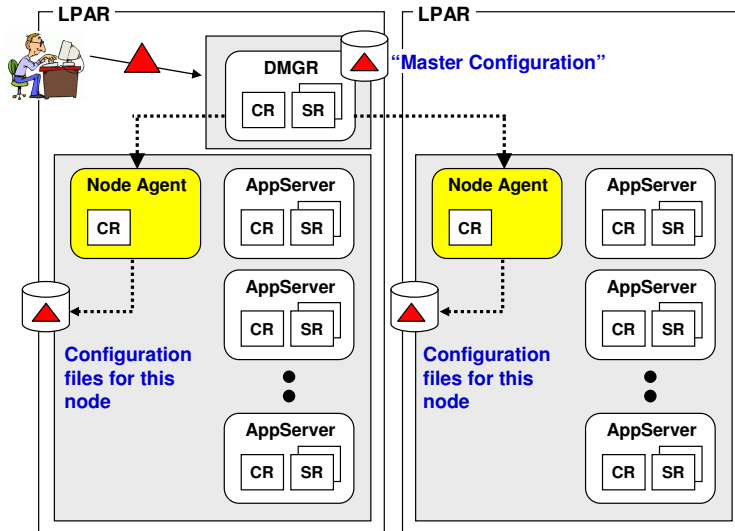 LPAR
LPAR
DMGR
“Master Configuration”
CR
SR
Node Agent
CR
AppServer
CR
SR
Node Agent
CR
AppServer
CR
SR
AppServer
CR
SR
AppServer
CR
SR
Configuration
files for this
node
Configuration
files for this
node
AppServer
CR
SR
AppServer
CR
SR